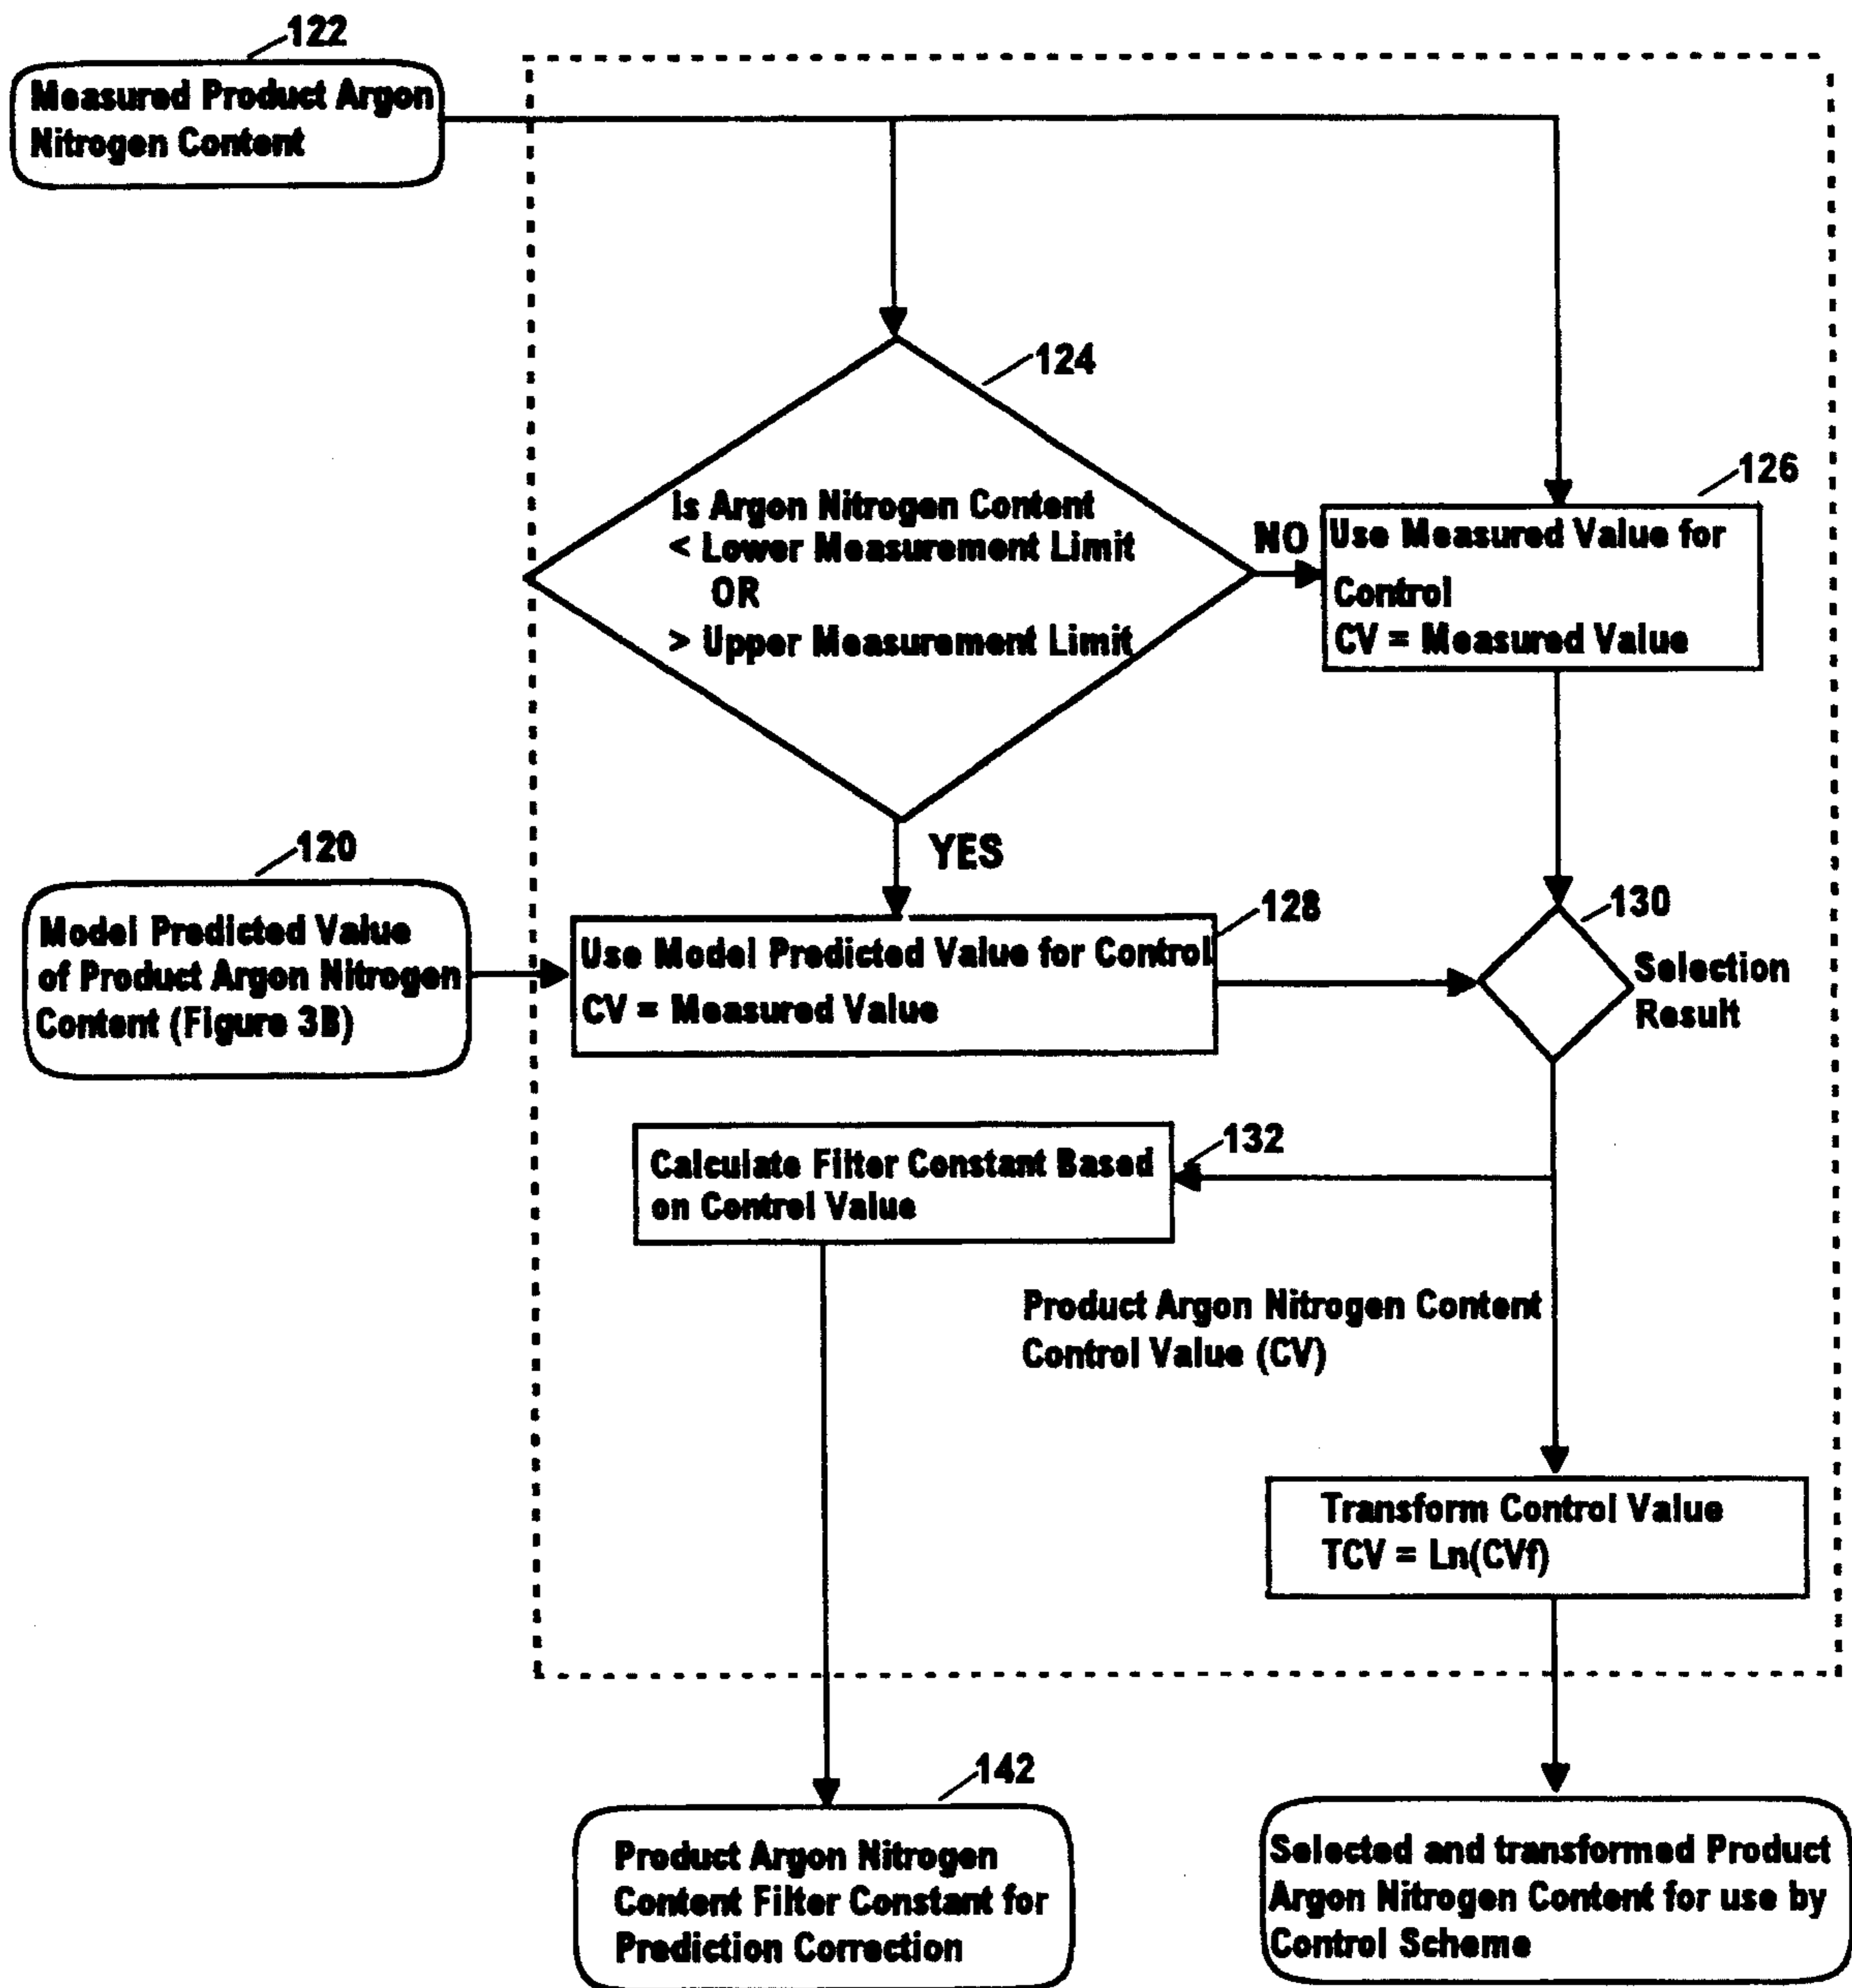 122
Measured Product Argon
Nitrogen Content
124
Is Argon Nitrogen Content
< Lower Measurement Limit
OR
> Upper Measurement Limit
NO
126
Use Measured Value for
Control
CV = Measured Value
YES
120
Model Predicted Value
of Product Argon Nitrogen
Content (Figure 3B)
128
Use Model Predicted Value for Control
CV = Measured Value
130
Selection
Result
132
Calculate Filter Constant Based
on Control Value
Product Argon Nitrogen Content
Control Value (CV)
Transform Control Value
TCV = Ln(CVf)
142
Product Argon Nitrogen
Content Filter Constant for
Prediction Correction
Selected and transformed Product
Argon Nitrogen Content for use by
Control Scheme